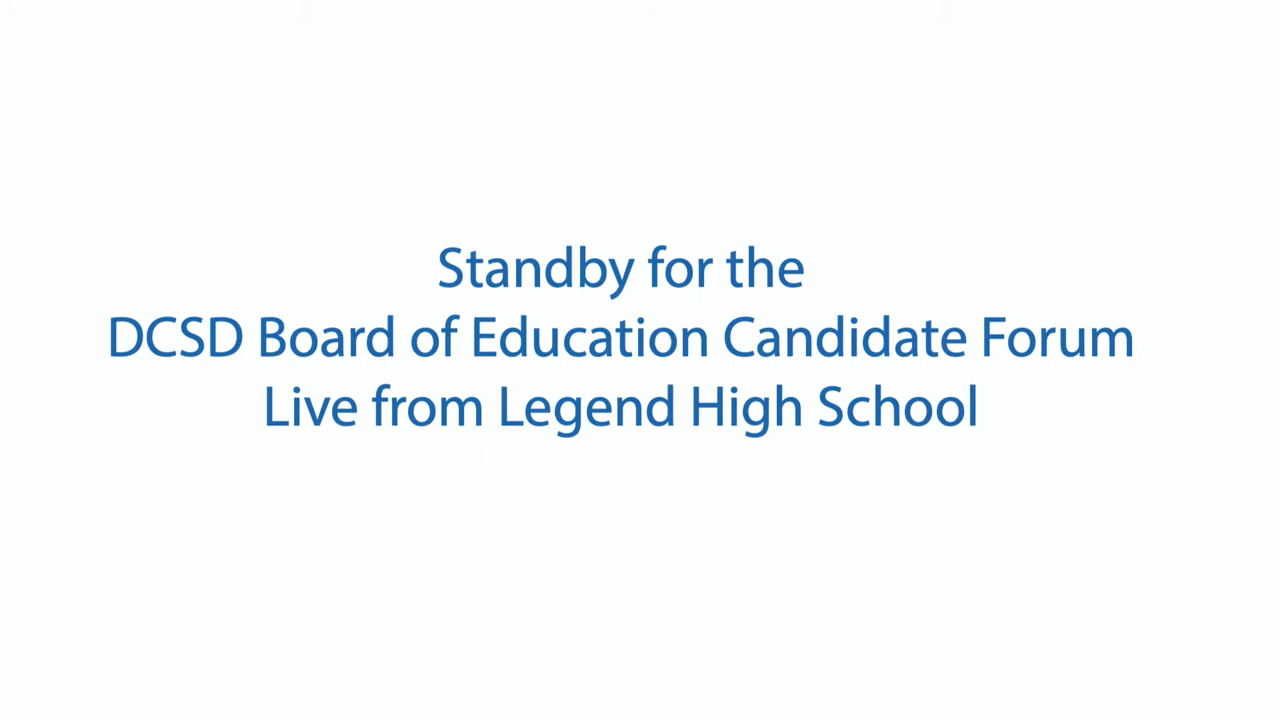 Standby for the
DCSD Board of Education Candidate Forum
Live from Legend High School